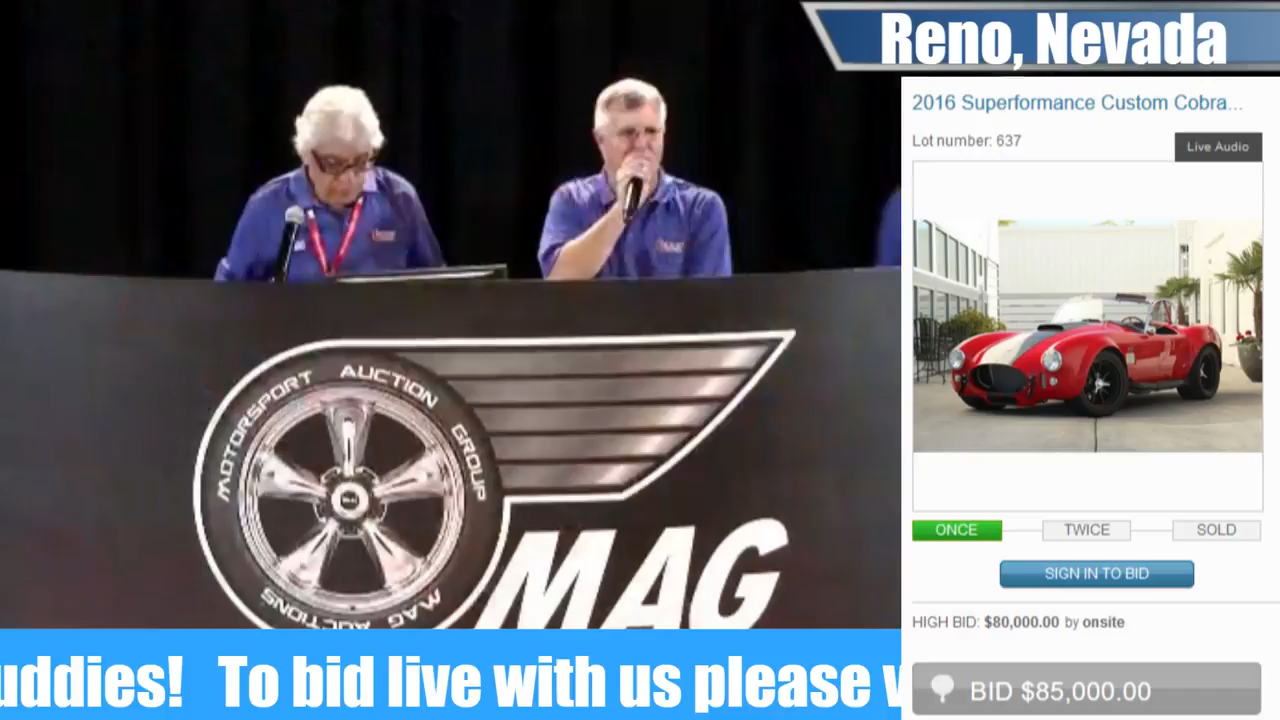 Reno, Nevada
2016 Superformance Custom Cobra...
Lot number: 637
Live Audio
MOTORSPORT AUCTION GROUP
MAG AUCTIONS
MAG
ONCE
TWICE
SOLD
SIGN IN TO BID
HIGH BID: $80,000.00 by onsite
BID $85,000.00
uddies! To bid live with us please v